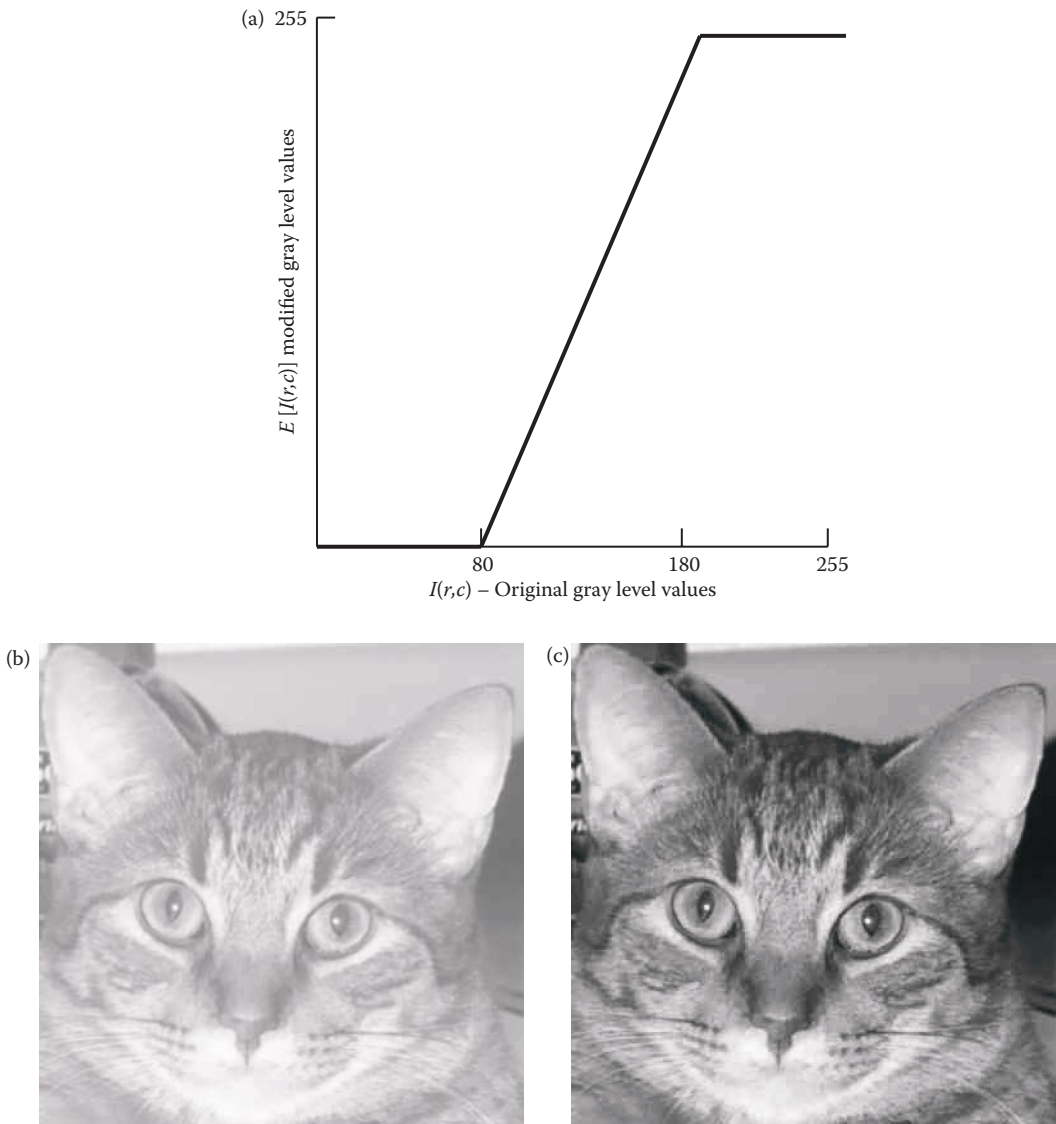 (a) 255
E [I(r,c)] modified gray level values
80 180 255
I(r,c) – Original gray level values
(b)
(c)